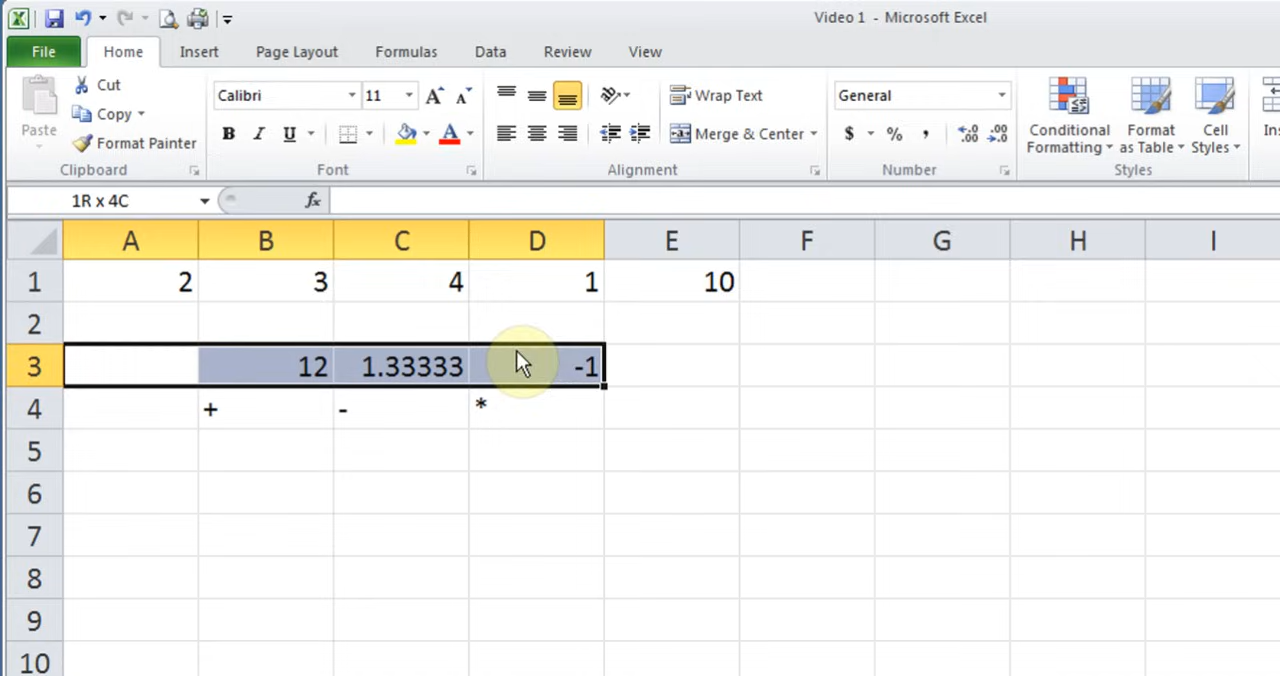 Video 1 - Microsoft Excel
File Home Insert Page Layout Formulas Data Review View
Paste
Cut
Copy
Format Painter
Calibri 11
B I U A
Wrap Text
Merge & Center
General
$ % ,
Conditional Formatting
Format as Table
Cell Styles
Clipboard Font Alignment Number Styles
1R x 4C fx
A B C D E F G H I
1 2 3 4 1 10
2
3 12 1.33333 -1
4 + - *
5
6
7
8
9
10